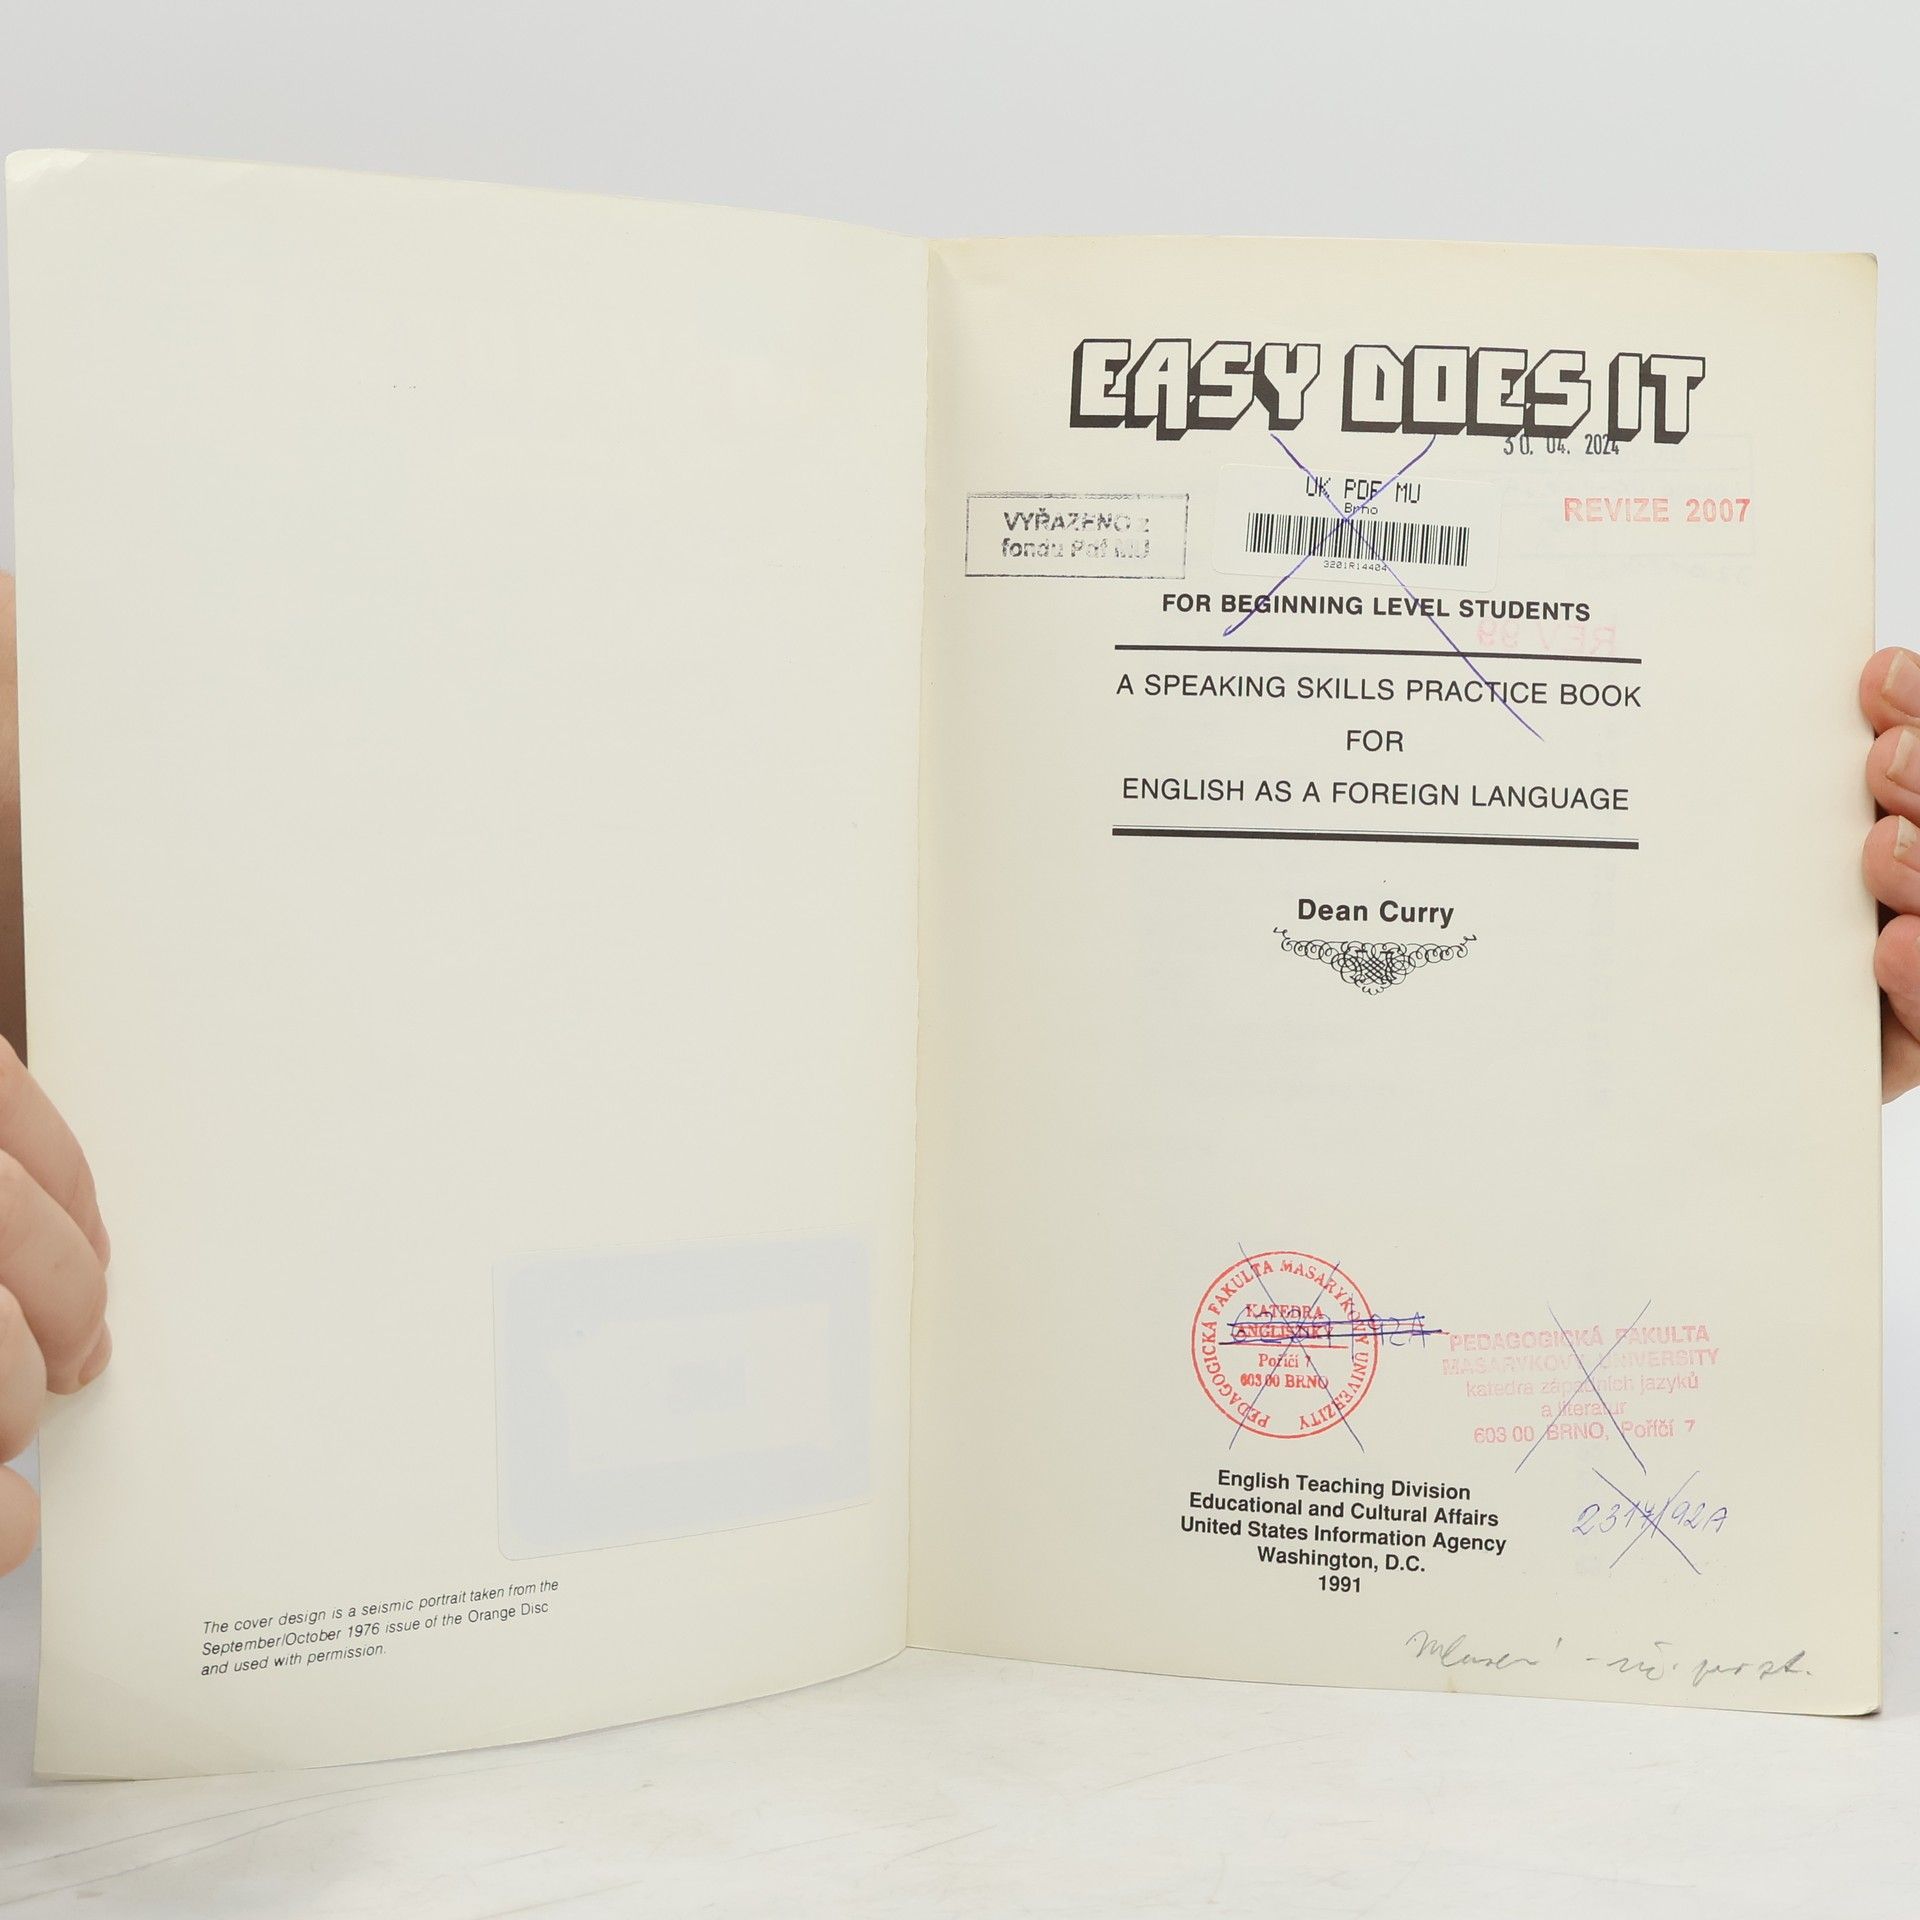 The cover design is a seismic portrait taken from the
September/October 1976 issue of the Orange Disc
and used with permission.
EASY DOES IT
30. 04. 2024
UK PDF MU
Brno
3201R14404
VYŘAZENO z
fondu Pdf MU
REVIZE 2007
FOR BEGINNING LEVEL STUDENTS
REV 99
A SPEAKING SKILLS PRACTICE BOOK
FOR
ENGLISH AS A FOREIGN LANGUAGE
Dean Curry
PEDAGOGICKÁ FAKULTA MASARYKOVY UNIVERZITY
KATEDRA
ANGLISTIKY
Poříčí 7
603 00 BRNO
92A
PEDAGOGICKÁ FAKULTA
MASARYKOVY UNIVERSITY
katedra západních jazyků
a literatur
603 00 BRNO, Poříčí 7
English Teaching Division
Educational and Cultural Affairs
United States Information Agency
Washington, D.C.
1991
2317/92A